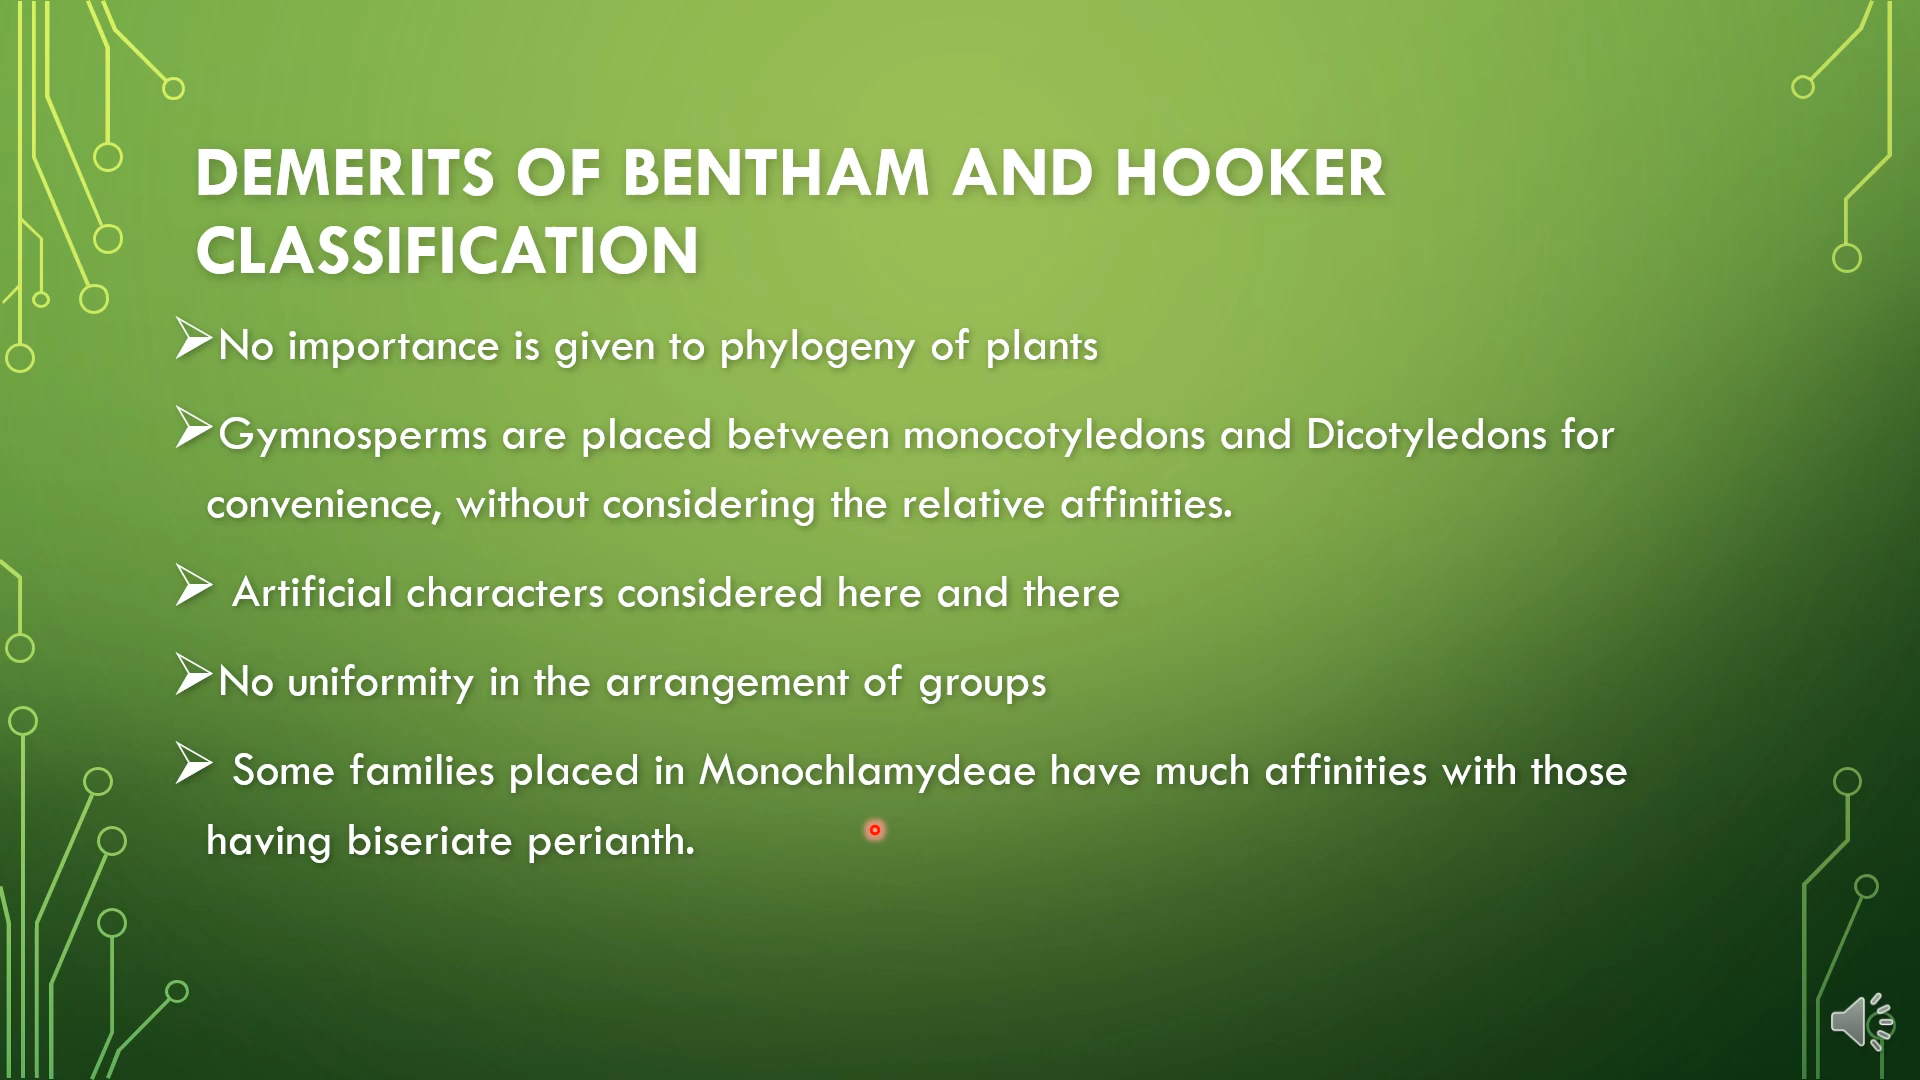 DEMERITS OF BENTHAM AND HOOKER
CLASSIFICATION
➢No importance is given to phylogeny of plants
➢Gymnosperms are placed between monocotyledons and Dicotyledons for
convenience, without considering the relative affinities.
➢ Artificial characters considered here and there
➢No uniformity in the arrangement of groups
➢ Some families placed in Monochlamydeae have much affinities with those
having biseriate perianth.